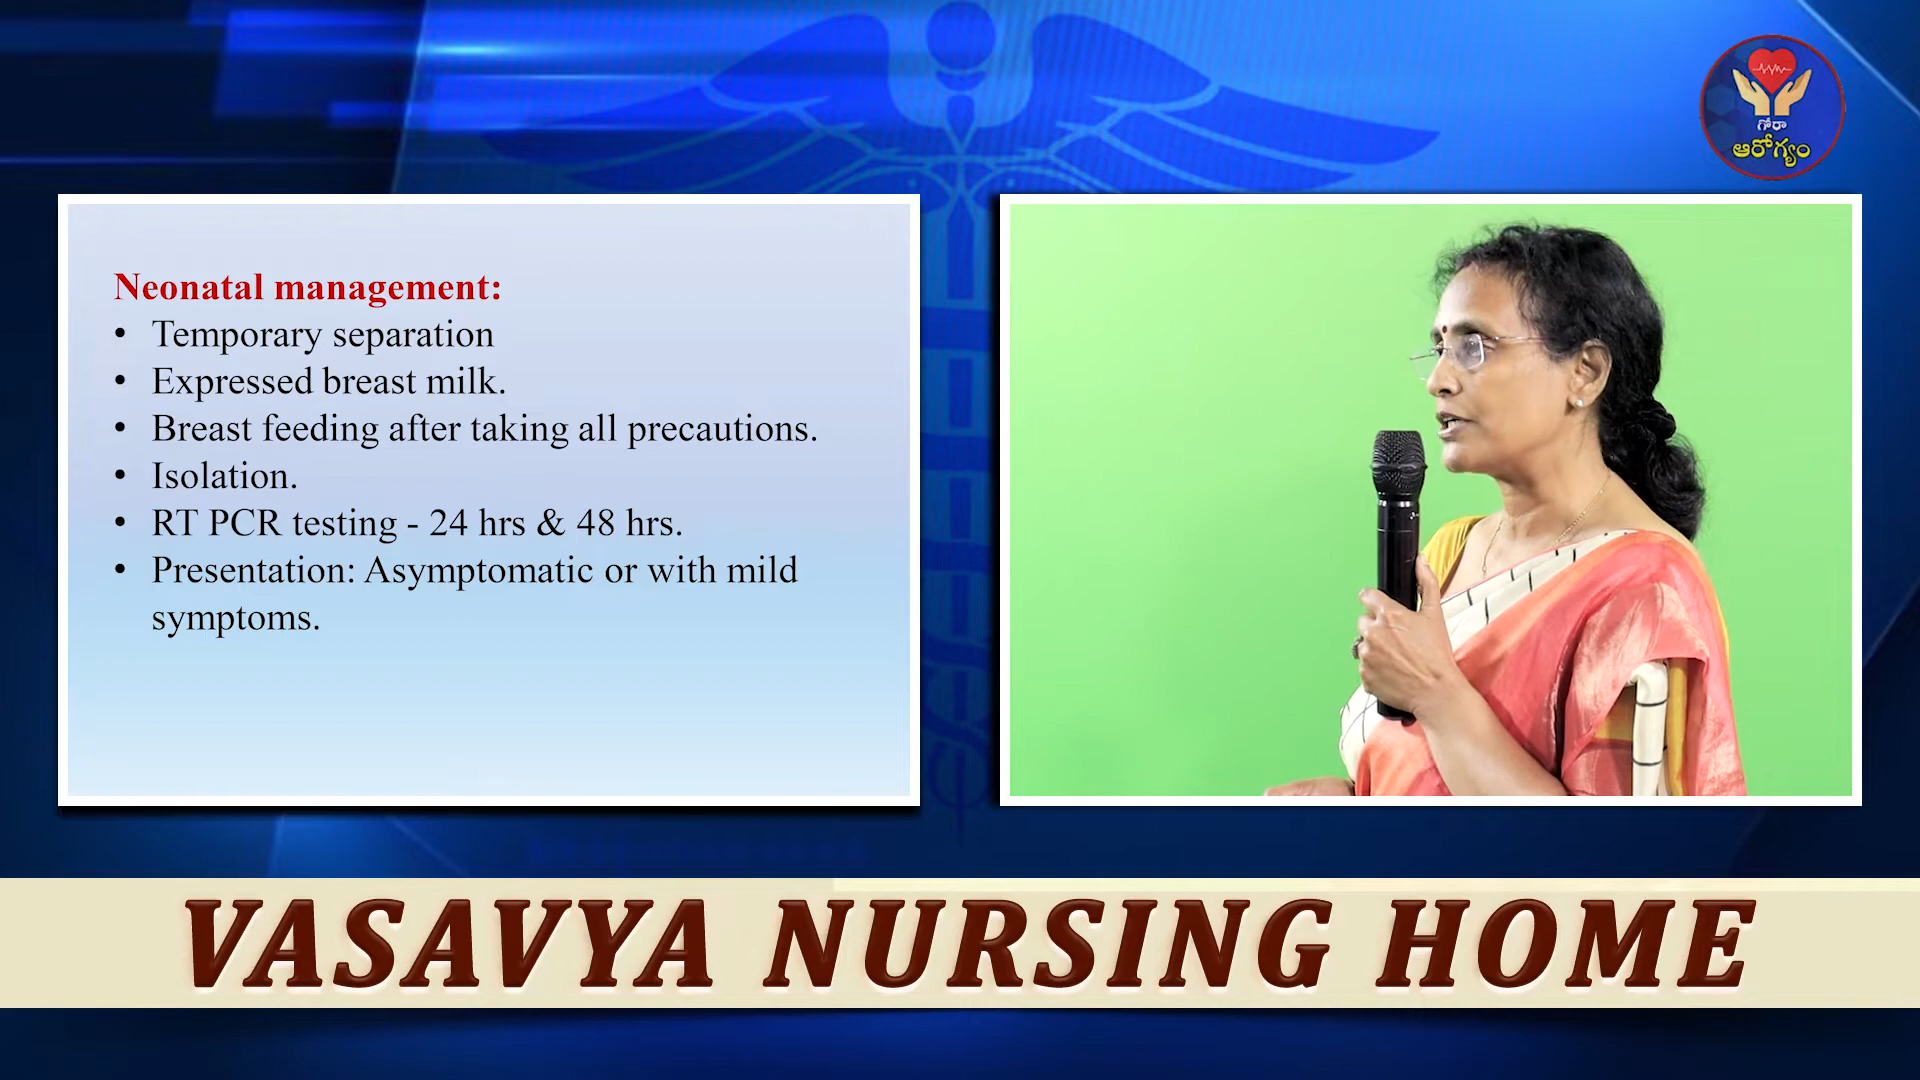 గోరా
ఆరోగ్యం
Neonatal management:
• Temporary separation
• Expressed breast milk.
• Breast feeding after taking all precautions.
• Isolation.
• RT PCR testing - 24 hrs & 48 hrs.
• Presentation: Asymptomatic or with mild
symptoms.
VASAVYA NURSING HOME